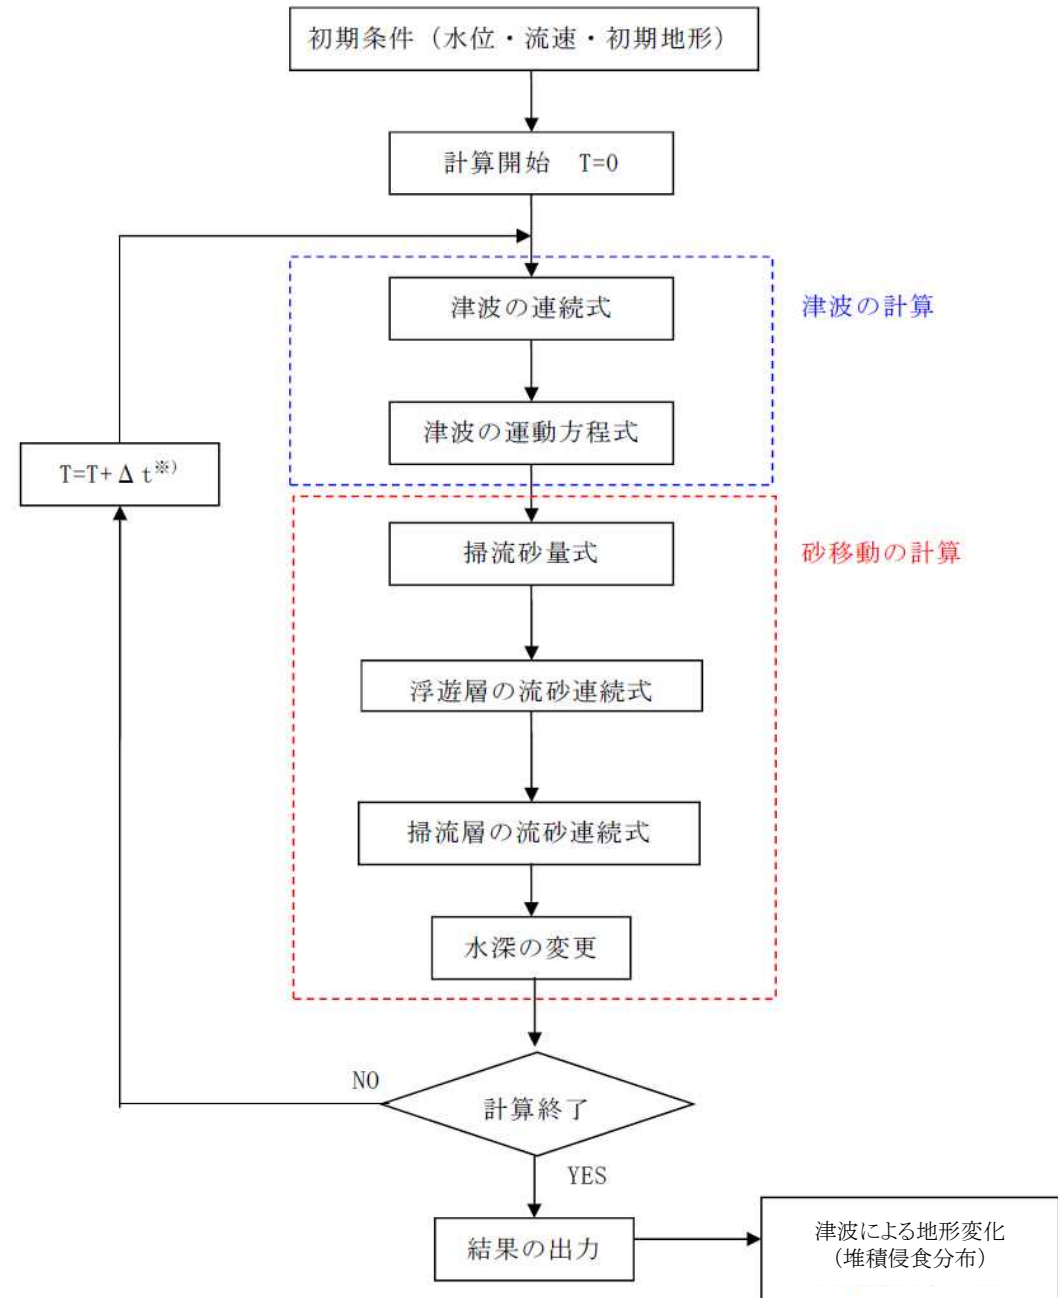 初期条件（水位・流速・初期地形）
計算開始　T=0
津波の連続式
津波の計算
津波の運動方程式
T=T+Δt※)
掃流砂量式
砂移動の計算
浮遊層の流砂連続式
掃流層の流砂連続式
水深の変更
NO
計算終了
YES
結果の出力
津波による地形変化
（堆積侵食分布）